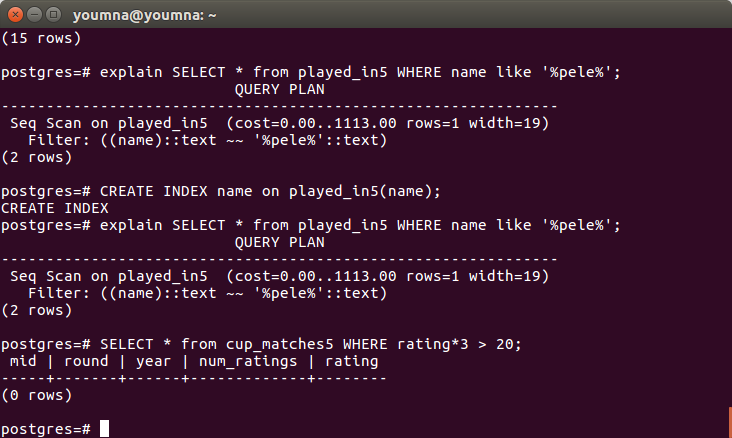 youmna@youmna: ~
(15 rows)
postgres=# explain SELECT * from played_in5 WHERE name like '%pele%';
QUERY PLAN
-------------------------------------------------------------
Seq Scan on played_in5  (cost=0.00..1113.00 rows=1 width=19)
Filter: ((name)::text ~~ '%pele%'::text)
(2 rows)
postgres=# CREATE INDEX name on played_in5(name);
CREATE INDEX
postgres=# explain SELECT * from played_in5 WHERE name like '%pele%';
QUERY PLAN
-------------------------------------------------------------
Seq Scan on played_in5  (cost=0.00..1113.00 rows=1 width=19)
Filter: ((name)::text ~~ '%pele%'::text)
(2 rows)
postgres=# SELECT * from cup_matches5 WHERE rating*3 > 20;
mid | round | year | num_ratings | rating
-----+-------+------+-------------+--------
(0 rows)
postgres=#